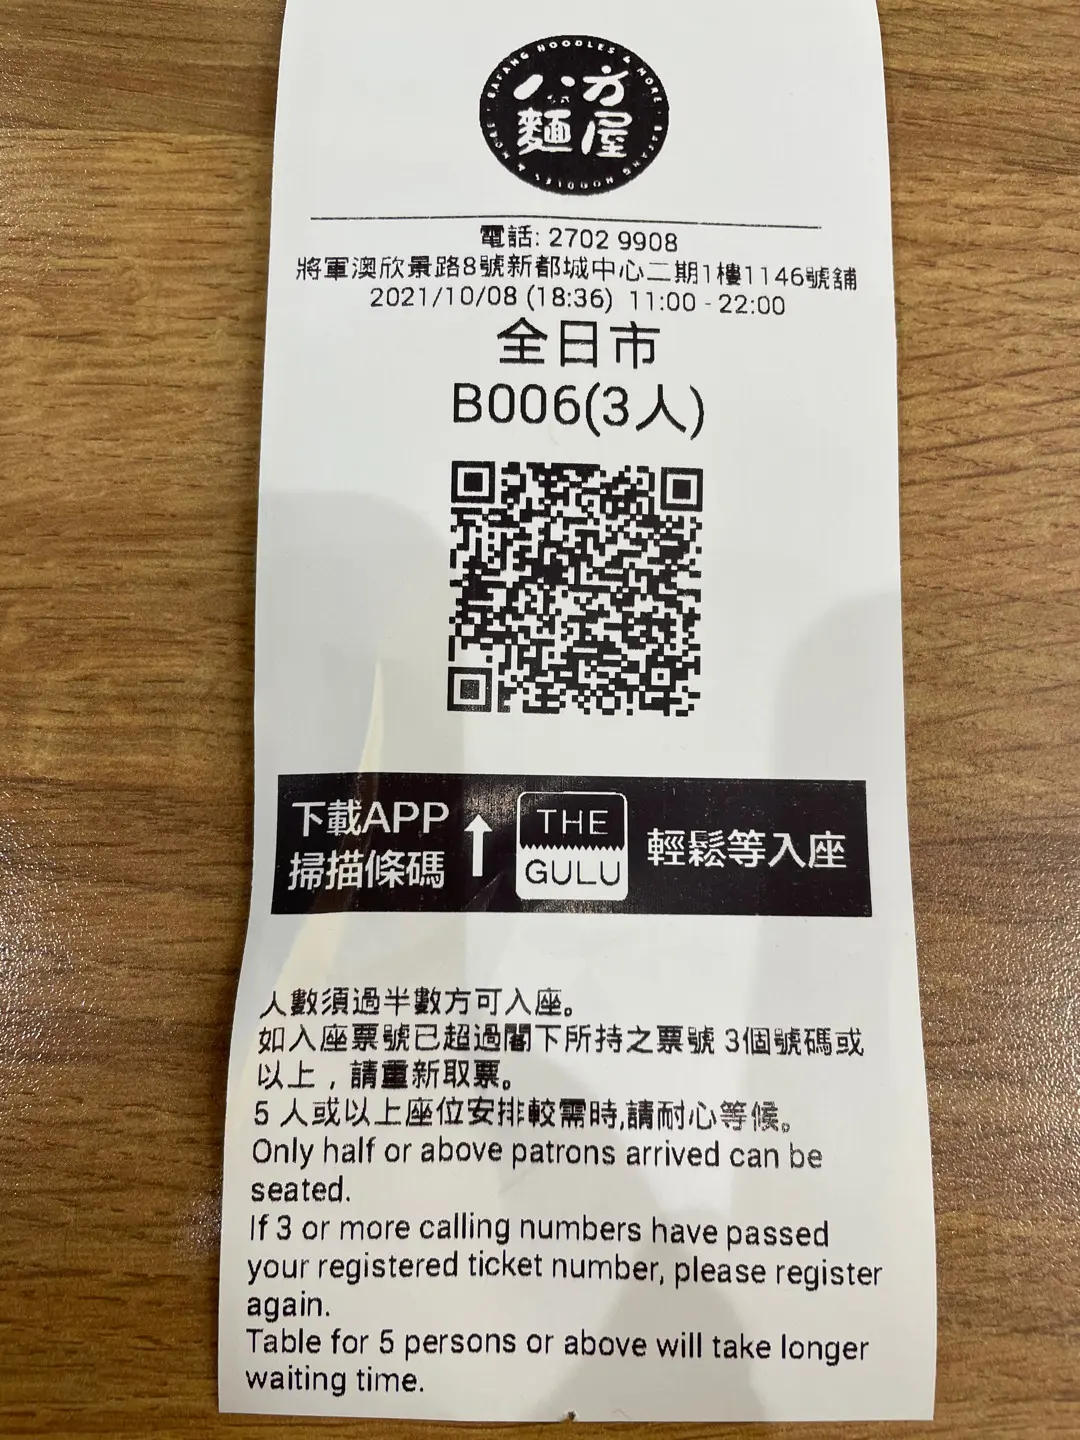 BAFANG NOODLES & MORE · BAFANG NOODLES & MORE ·
八方
麵屋
電話: 2702 9908
將軍澳欣景路8號新都城中心二期1樓1146號舖
2021/10/08 (18:36) 11:00 - 22:00
全日市
B006(3人)
下載APP
掃描條碼
THE
GULU
輕鬆等入座
人數須過半數方可入座。
如入座票號已超過閣下所持之票號 3個號碼或
以上，請重新取票。
5 人或以上座位安排較需時,請耐心等候。
Only half or above patrons arrived can be
seated.
If 3 or more calling numbers have passed
your registered ticket number, please register
again.
Table for 5 persons or above will take longer
waiting time.